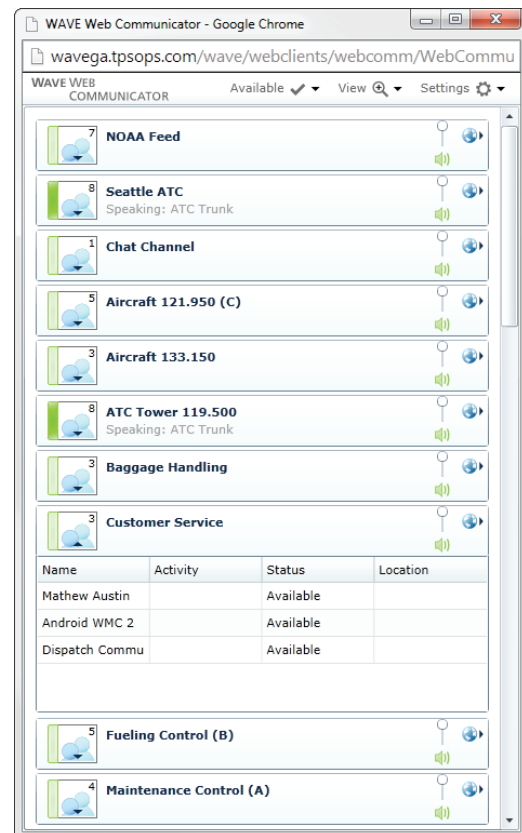 WAVE Web Communicator - Google Chrome
wavega.tpsops.com/wave/webclients/webcomm/WebCommu
WAVE WEB
COMMUNICATOR
Available View Settings
7 NOAA Feed
8 Seattle ATC
Speaking: ATC Trunk
1 Chat Channel
5 Aircraft 121.950 (C)
3 Aircraft 133.150
8 ATC Tower 119.500
Speaking: ATC Trunk
3 Baggage Handling
3 Customer Service
Name Activity Status Location
Mathew Austin Available
Android WMC 2 Available
Dispatch Commu Available
5 Fueling Control (B)
4 Maintenance Control (A)